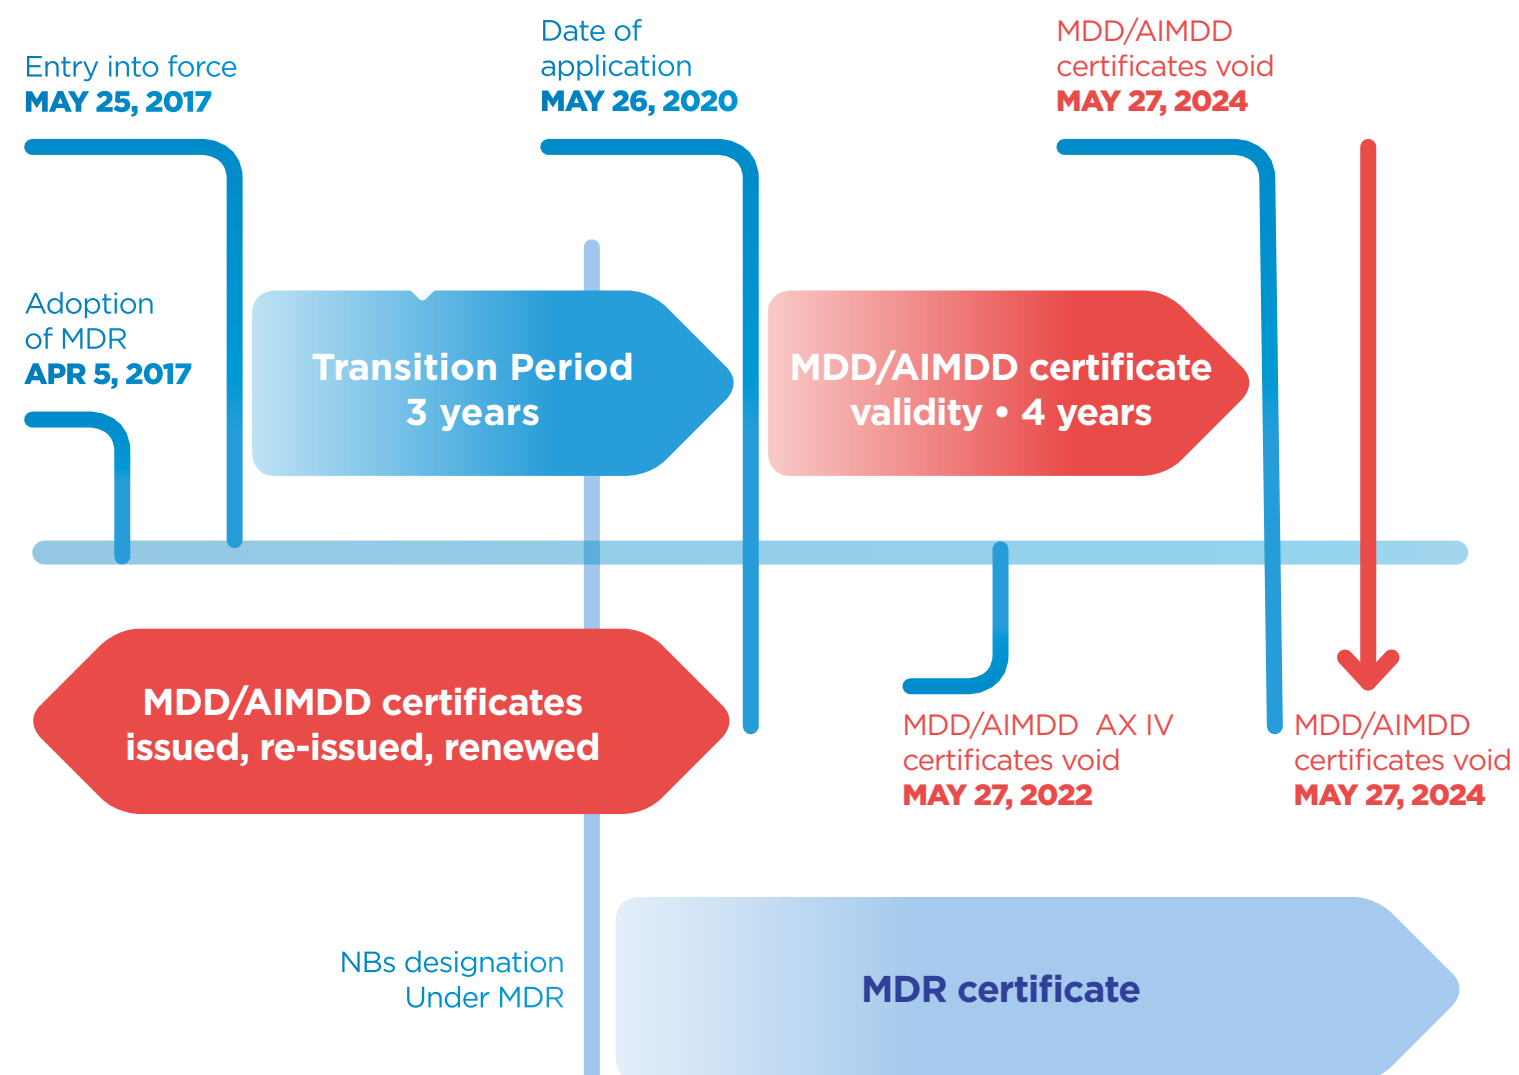 Entry into force
MAY 25, 2017
Date of
application
MAY 26, 2020
MDD/AIMDD
certificates void
MAY 27, 2024
Adoption
of MDR
APR 5, 2017
Transition Period
3 years
MDD/AIMDD certificate
validity • 4 years
MDD/AIMDD certificates
issued, re-issued, renewed
MDD/AIMDD AX IV
certificates void
MAY 27, 2022
MDD/AIMDD
certificates void
MAY 27, 2024
NBs designation
Under MDR
MDR certificate